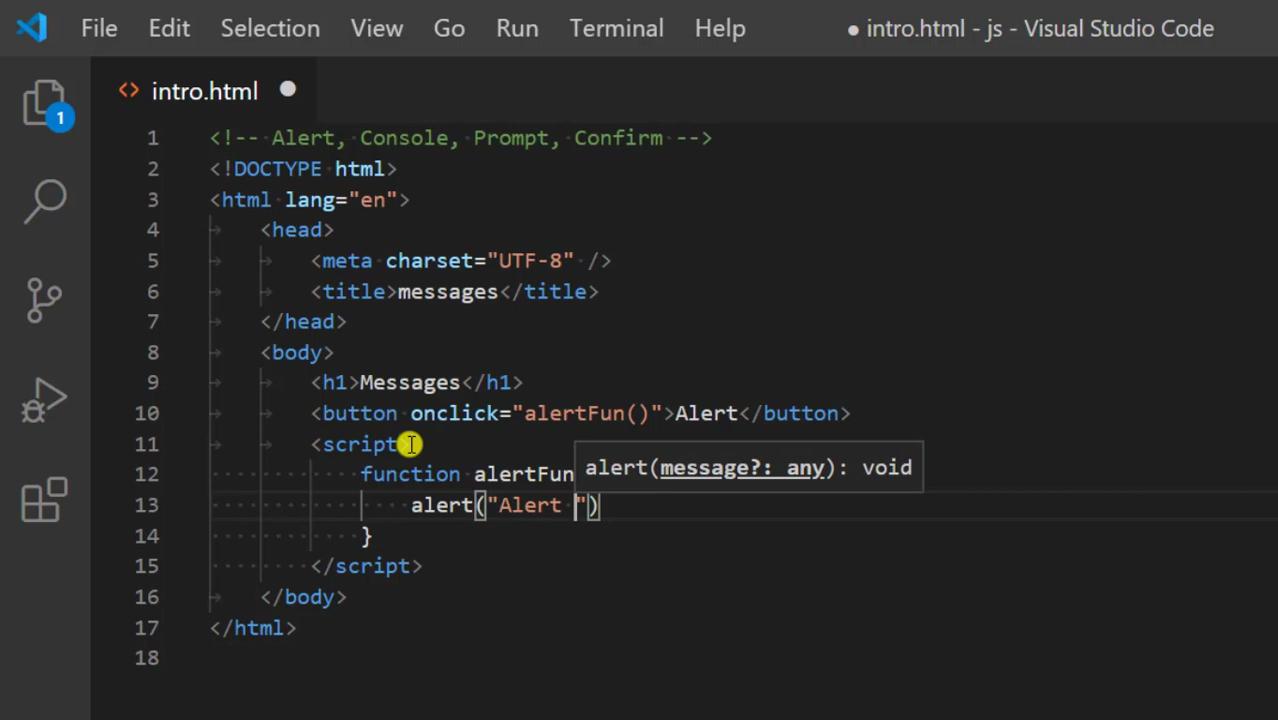 File Edit Selection View Go Run Terminal Help ● intro.html - js - Visual Studio Code
1
<> intro.html ●
1 <!-- Alert, Console, Prompt, Confirm -->
2 <!DOCTYPE html>
3 <html lang="en">
4 <head>
5 <meta charset="UTF-8" />
6 <title>messages</title>
7 </head>
8 <body>
9 <h1>Messages</h1>
10 <button onclick="alertFun()">Alert</button>
11 <script>
alert(message?: any): void
12 function alertFun
13 alert("Alert ")
14 }
15 </script>
16 </body>
17 </html>
18